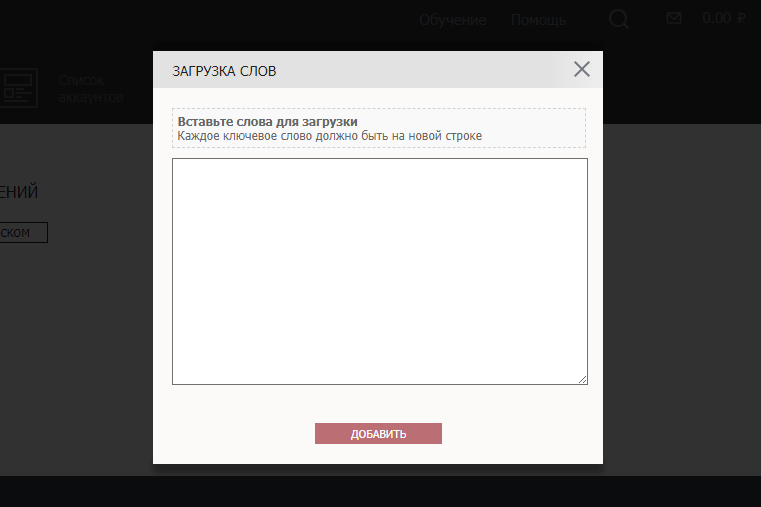 Обучение
Помощь
0.00 ₽
Список
аккаунтов
ЗАГРУЗКА СЛОВ
Вставьте слова для загрузки
Каждое ключевое слово должно быть на новой строке
ЕНИЙ
ском
ДОБАВИТЬ